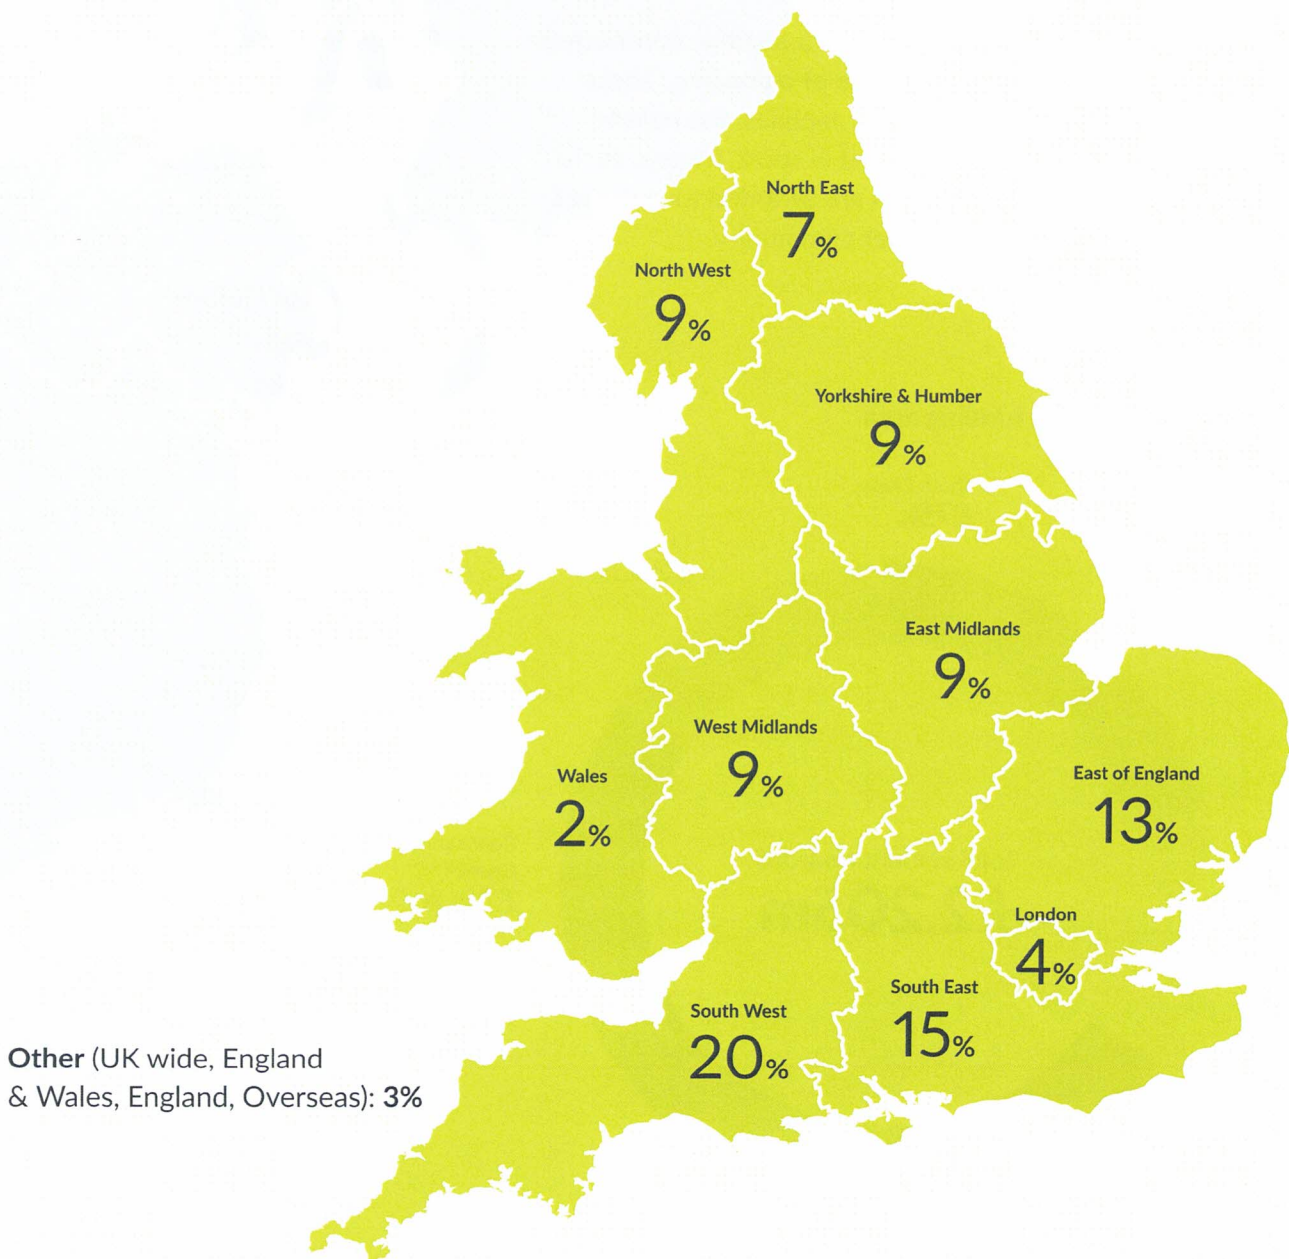 North East
7%
North West
9%
Yorkshire & Humber
9%
East Midlands
9%
West Midlands
9%
Wales
2%
East of England
13%
London
4%
South East
15%
South West
20%
Other (UK wide, England
& Wales, England, Overseas): 3%